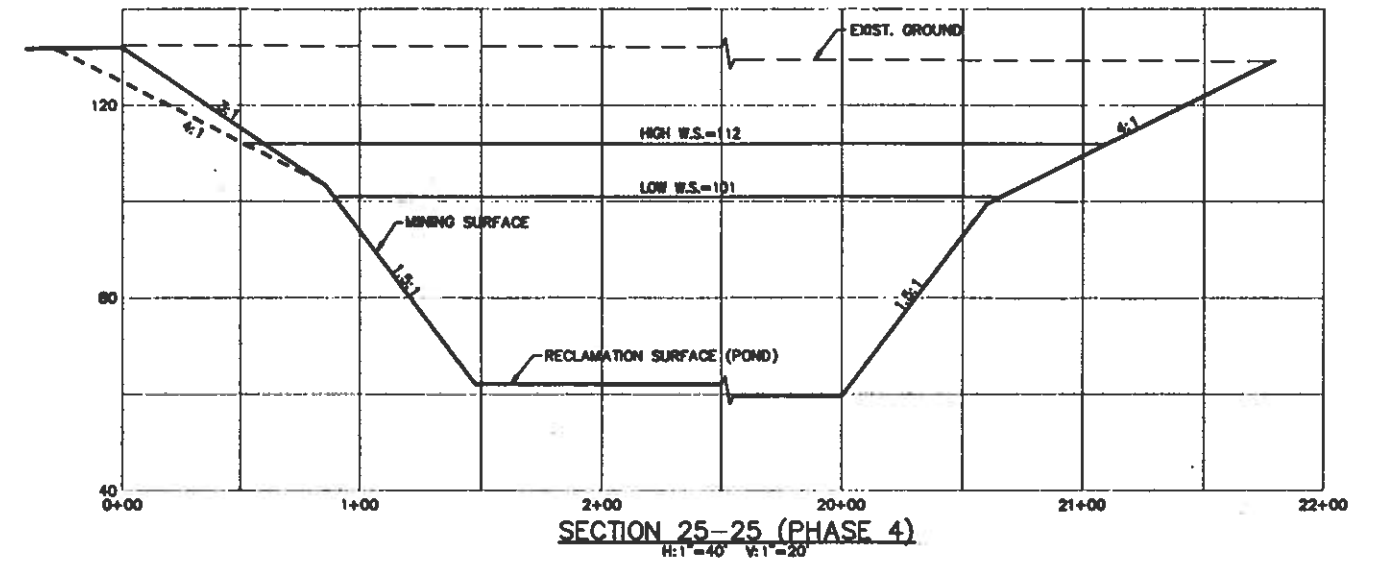 EXIST. GROUND
120
3:1
4:1
HIGH W.S.=112
4:1
LOW W.S.=101
MINING SURFACE
1.5:1
1.5:1
80
RECLAMATION SURFACE (POND)
40
0+00 1+00 2+00 20+00 21+00 22+00
SECTION 25-25 (PHASE 4)
H:1"=40' V:1"=20'